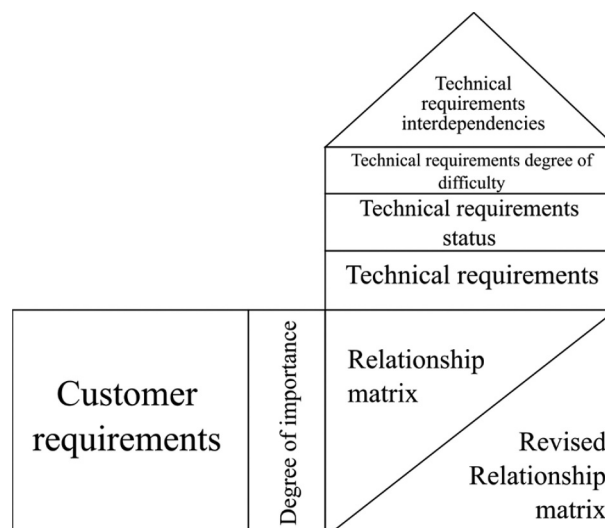 Technical
requirements
interdependencies
Technical requirements degree of
difficulty
Technical requirements
status
Technical requirements
Customer
requirements
Degree of importance
Relationship
matrix
Revised
Relationship
matrix